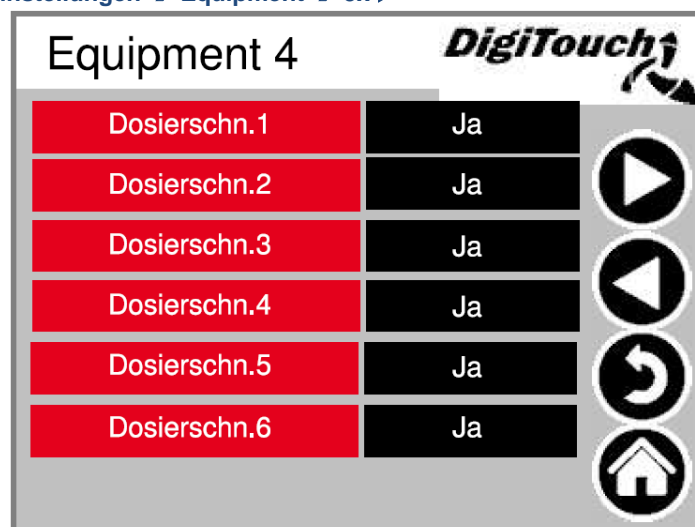 Equipment 4
DigiTouch
Dosierschn.1 Ja
Dosierschn.2 Ja
Dosierschn.3 Ja
Dosierschn.4 Ja
Dosierschn.5 Ja
Dosierschn.6 Ja